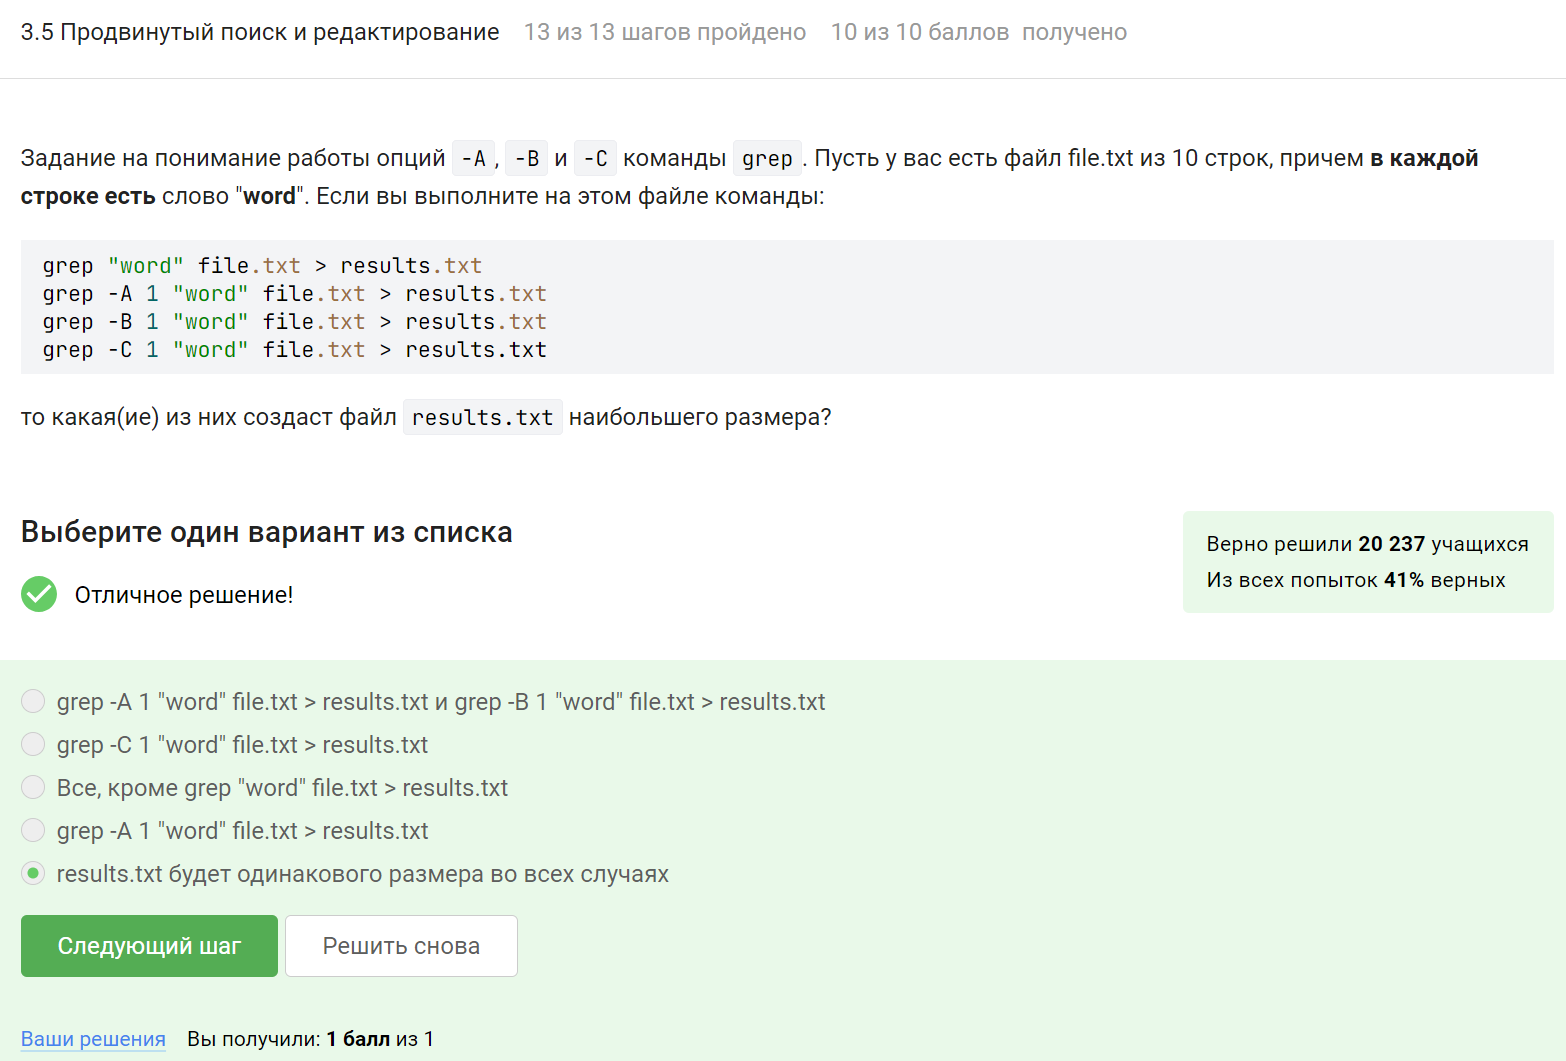 3.5 Продвинутый поиск и редактирование 13 из 13 шагов пройдено 10 из 10 баллов получено
Задание на понимание работы опций -A, -B и -C команды grep. Пусть у вас есть файл file.txt из 10 строк, причем в каждой
строке есть слово "word". Если вы выполните на этом файле команды:
grep "word" file.txt > results.txt
grep -A 1 "word" file.txt > results.txt
grep -B 1 "word" file.txt > results.txt
grep -C 1 "word" file.txt > results.txt
то какая(ие) из них создаст файл results.txt наибольшего размера?
Выберите один вариант из списка
Отличное решение!
Верно решили 20 237 учащихся
Из всех попыток 41% верных
grep -A 1 "word" file.txt > results.txt и grep -B 1 "word" file.txt > results.txt
grep -C 1 "word" file.txt > results.txt
Все, кроме grep "word" file.txt > results.txt
grep -A 1 "word" file.txt > results.txt
results.txt будет одинакового размера во всех случаях
Следующий шаг Решить снова
Ваши решения Вы получили: 1 балл из 1